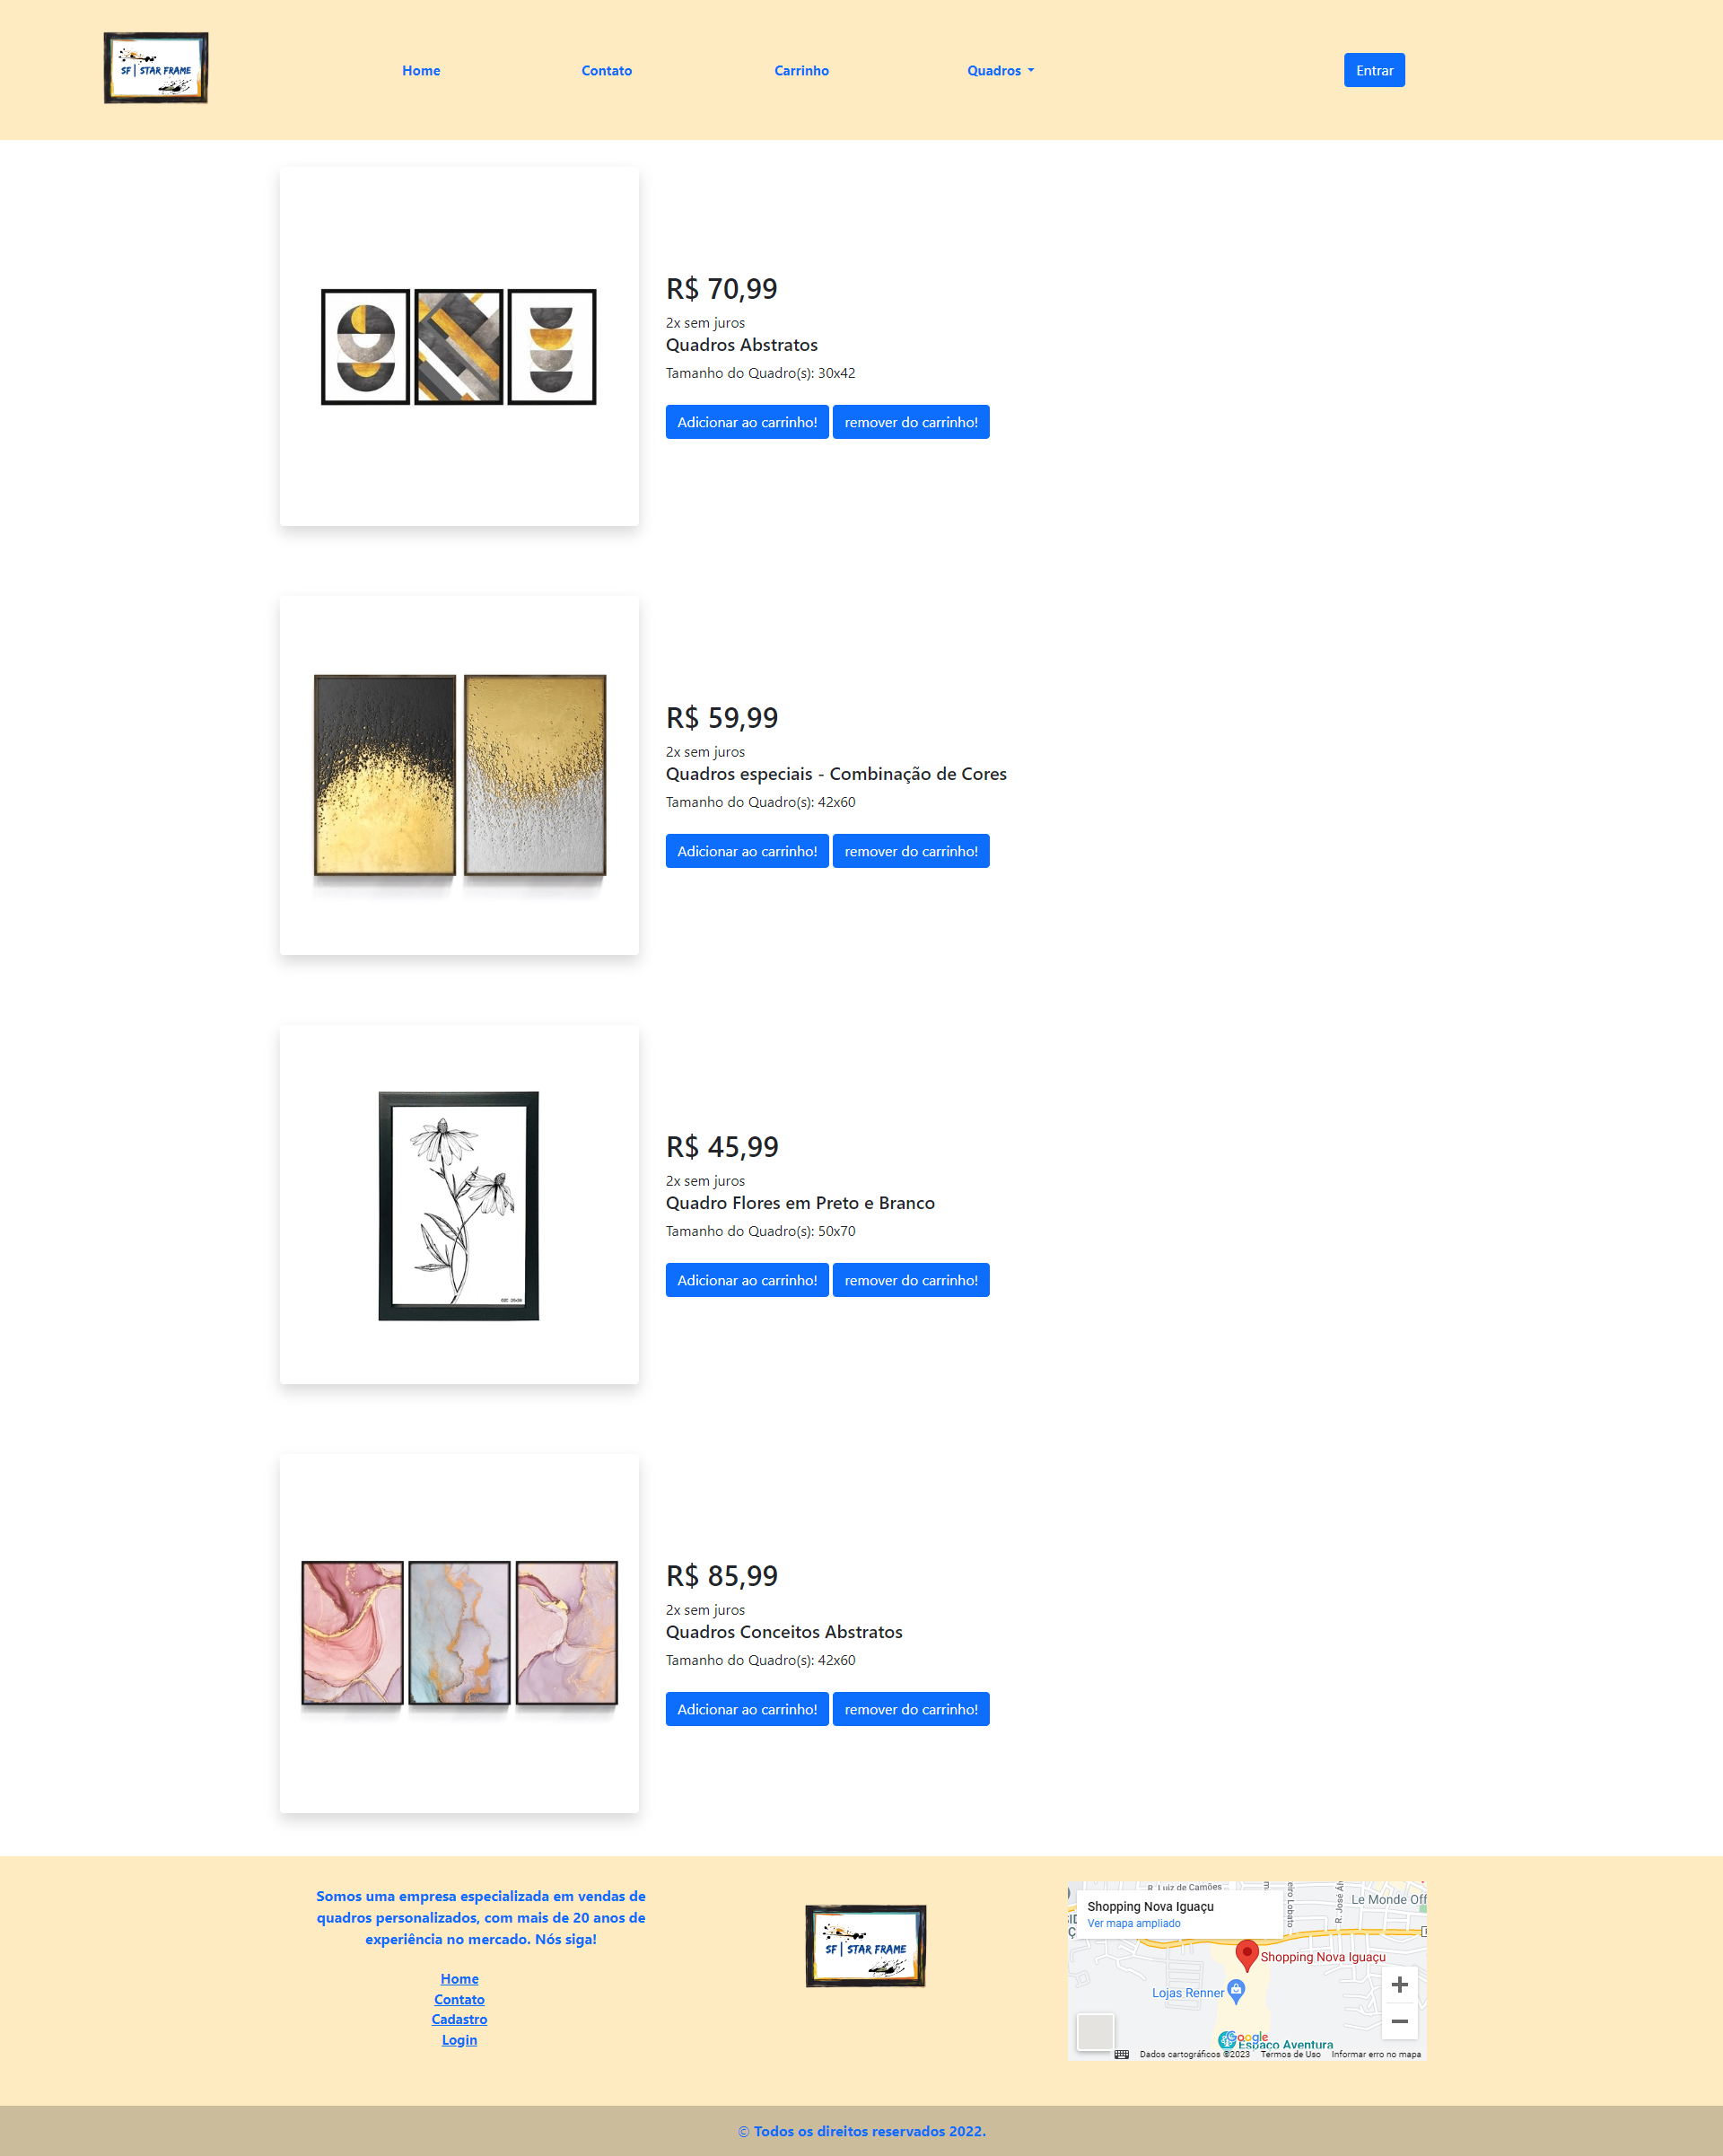 SF | STAR FRAME
Home
Contato
Carrinho
Quadros
Entrar
R$ 70,99
2x sem juros
Quadros Abstratos
Tamanho do Quadro(s): 30x42
Adicionar ao carrinho!
remover do carrinho!
R$ 59,99
2x sem juros
Quadros especiais - Combinação de Cores
Tamanho do Quadro(s): 42x60
Adicionar ao carrinho!
remover do carrinho!
R$ 45,99
2x sem juros
Quadro Flores em Preto e Branco
Tamanho do Quadro(s): 50x70
Adicionar ao carrinho!
remover do carrinho!
R$ 85,99
2x sem juros
Quadros Conceitos Abstratos
Tamanho do Quadro(s): 42x60
Adicionar ao carrinho!
remover do carrinho!
Somos uma empresa especializada em vendas de
quadros personalizados, com mais de 20 anos de
experiência no mercado. Nós siga!
Home
Contato
Cadastro
Login
SF | STAR FRAME
R. Luiz de Camões
Le Monde Off
Shopping Nova Iguaçu
Ver mapa ampliado
Shopping Nova Iguaçu
Lojas Renner
Google
Espaço Aventura
Dados cartográficos ©2023
Termos de Uso
Informar erro no mapa
© Todos os direitos reservados 2022.